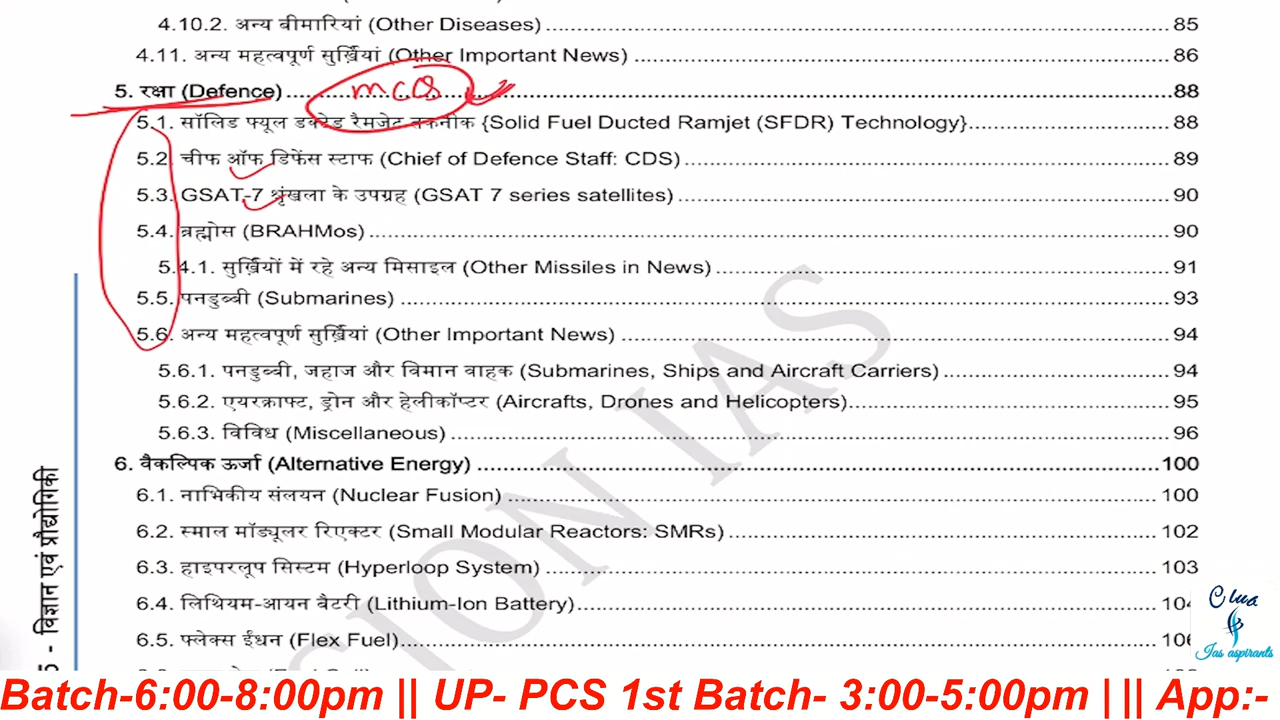 4.10.2. अन्य बीमारियां (Other Diseases) 85
4.11. अन्य महत्वपूर्ण सुर्ख़ियां (Other Important News) 86
5. रक्षा (Defence) 88
MCQs
5.1. सॉलिड फ्यूल डक्टेड रैमजेट तकनीक {Solid Fuel Ducted Ramjet (SFDR) Technology} 88
5.2. चीफ ऑफ डिफेंस स्टाफ (Chief of Defence Staff: CDS) 89
5.3. GSAT-7 श्रृंखला के उपग्रह (GSAT 7 series satellites) 90
5.4. ब्रह्मोस (BRAHMos) 90
5.4.1. सुर्ख़ियों में रहे अन्य मिसाइल (Other Missiles in News) 91
5.5. पनडुब्बी (Submarines) 93
5.6. अन्य महत्वपूर्ण सुर्ख़ियां (Other Important News) 94
5.6.1. पनडुब्बी, जहाज और विमान वाहक (Submarines, Ships and Aircraft Carriers) 94
5.6.2. एयरक्राफ्ट, ड्रोन और हेलीकॉप्टर (Aircrafts, Drones and Helicopters) 95
5.6.3. विविध (Miscellaneous) 96
6. वैकल्पिक ऊर्जा (Alternative Energy) 100
6.1. नाभिकीय संलयन (Nuclear Fusion) 100
6.2. स्माल मॉड्यूलर रिएक्टर (Small Modular Reactors: SMRs) 102
6.3. हाइपरलूप सिस्टम (Hyperloop System) 103
6.4. लिथियम-आयन बैटरी (Lithium-Ion Battery) 104
6.5. फ्लेक्स ईंधन (Flex Fuel) 106
5 - विज्ञान एवं प्रौद्योगिकी
SION IAS
Clue
Ias aspirants
Batch-6:00-8:00pm || UP- PCS 1st Batch- 3:00-5:00pm | || App:-